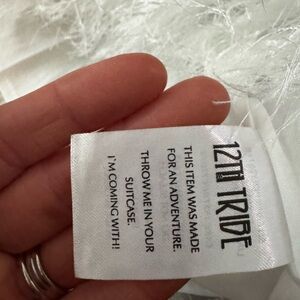 12TH TRIBE
THIS ITEM WAS MADE
FOR AN ADVENTURE.
THROW ME IN YOUR
SUITCASE.
I'M COMING WITH!